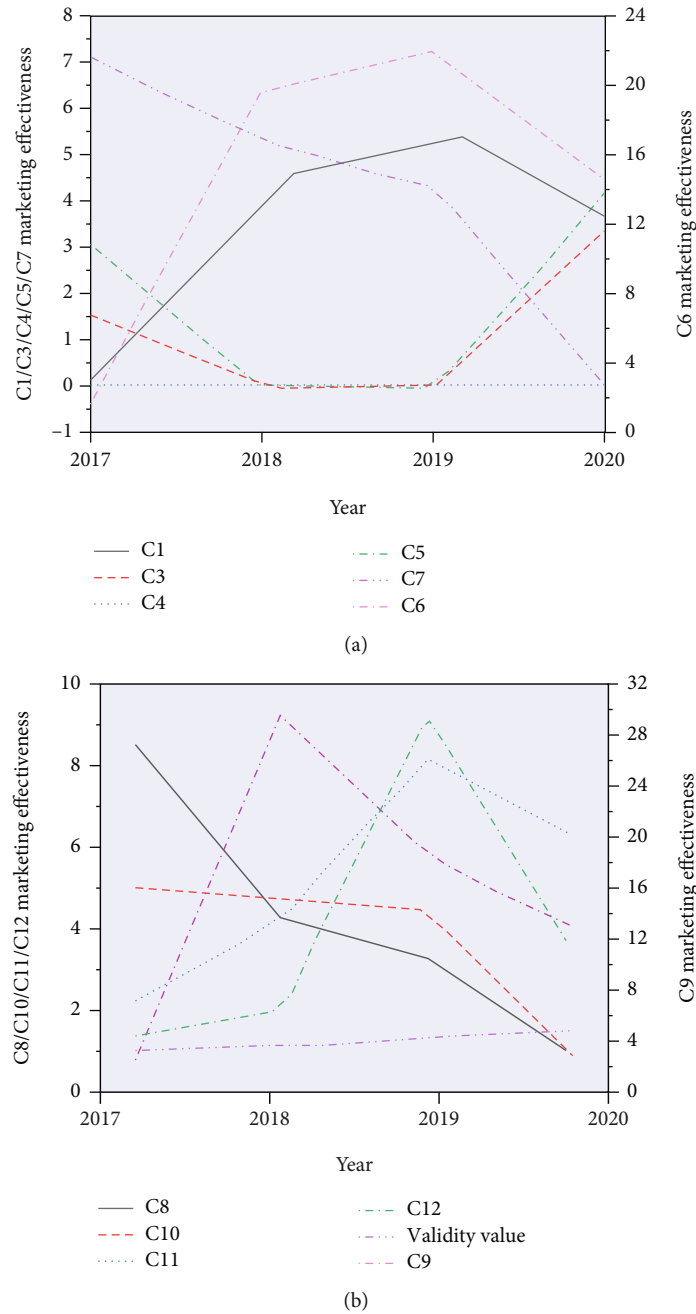 8
7
6
5
4
3
2
1
0
–1
C1/C3/C4/C5/C7 marketing effectiveness
24
20
16
12
8
4
0
C6 marketing effectiveness
2017 2018 2019 2020
Year
C1 C5
C3 C7
C4 C6
(a)
10
8
6
4
2
0
C8/C10/C11/C12 marketing effectiveness
32
28
24
20
16
12
8
4
0
C9 marketing effectiveness
2017 2018 2019 2020
Year
C8 C12
C10 Validity value
C11 C9
(b)